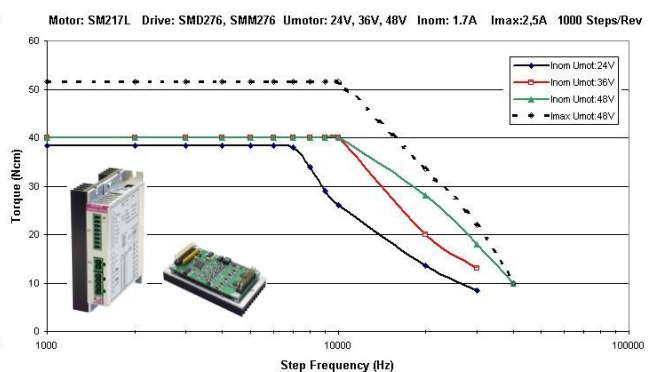 Motor: SM217L Drive: SMD276, SMM276 Umotor: 24V, 36V, 48V Inom: 1.7A Imax:2,5A 1000 Steps/Rev
60
50
40
30
20
10
0
Torque (Ncm)
Inom Umot:24V
Inom Umot:36V
Inom Umot:48V
Imax Umot:48V
1000
10000
100000
Step Frequency (Hz)